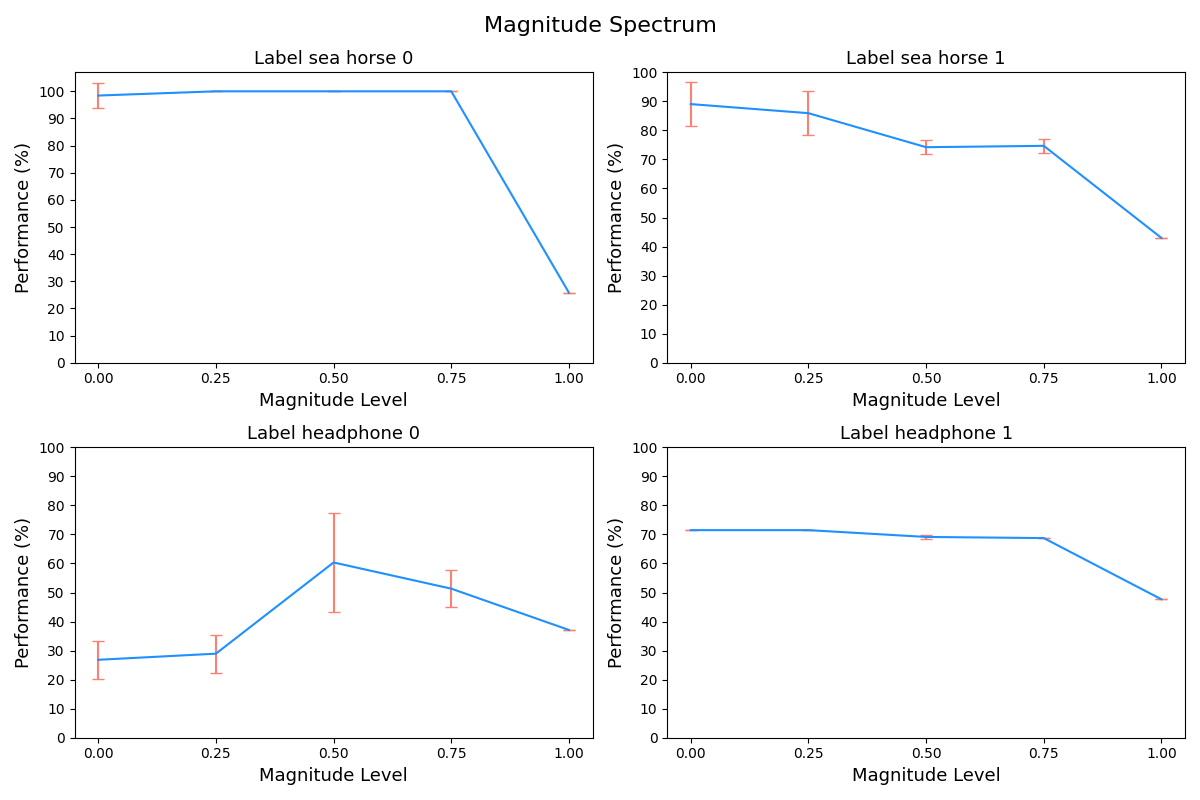 Magnitude Spectrum
Label sea horse 0
Performance (%)
100
90
80
70
60
50
40
30
20
10
0
0.00 0.25 0.50 0.75 1.00
Magnitude Level
Label sea horse 1
Performance (%)
100
90
80
70
60
50
40
30
20
10
0
0.00 0.25 0.50 0.75 1.00
Magnitude Level
Label headphone 0
Performance (%)
100
90
80
70
60
50
40
30
20
10
0
0.00 0.25 0.50 0.75 1.00
Magnitude Level
Label headphone 1
Performance (%)
100
90
80
70
60
50
40
30
20
10
0
0.00 0.25 0.50 0.75 1.00
Magnitude Level